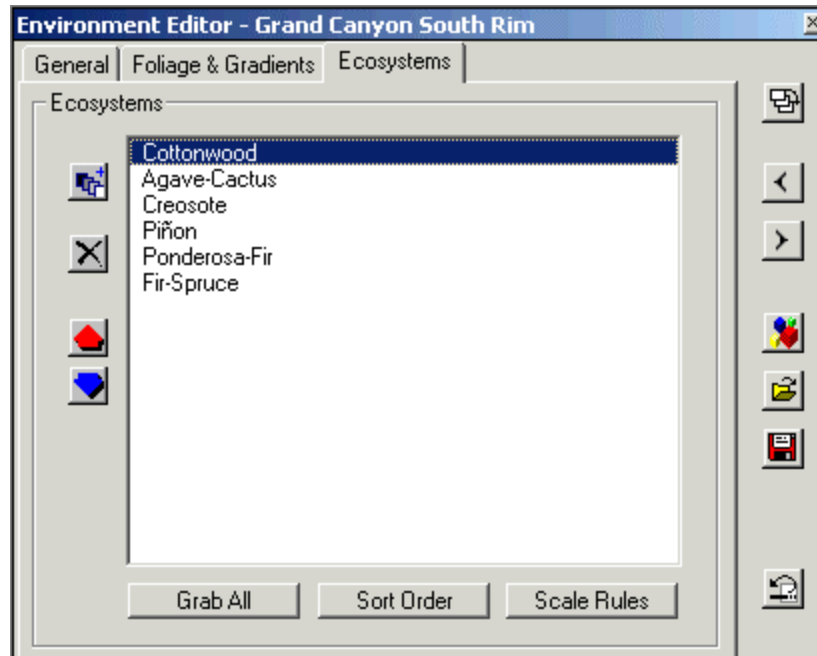 Environment Editor - Grand Canyon South Rim
General Foliage & Gradients Ecosystems
Ecosystems
Cottonwood
Agave-Cactus
Creosote
Piñon
Ponderosa-Fir
Fir-Spruce
Grab All Sort Order Scale Rules